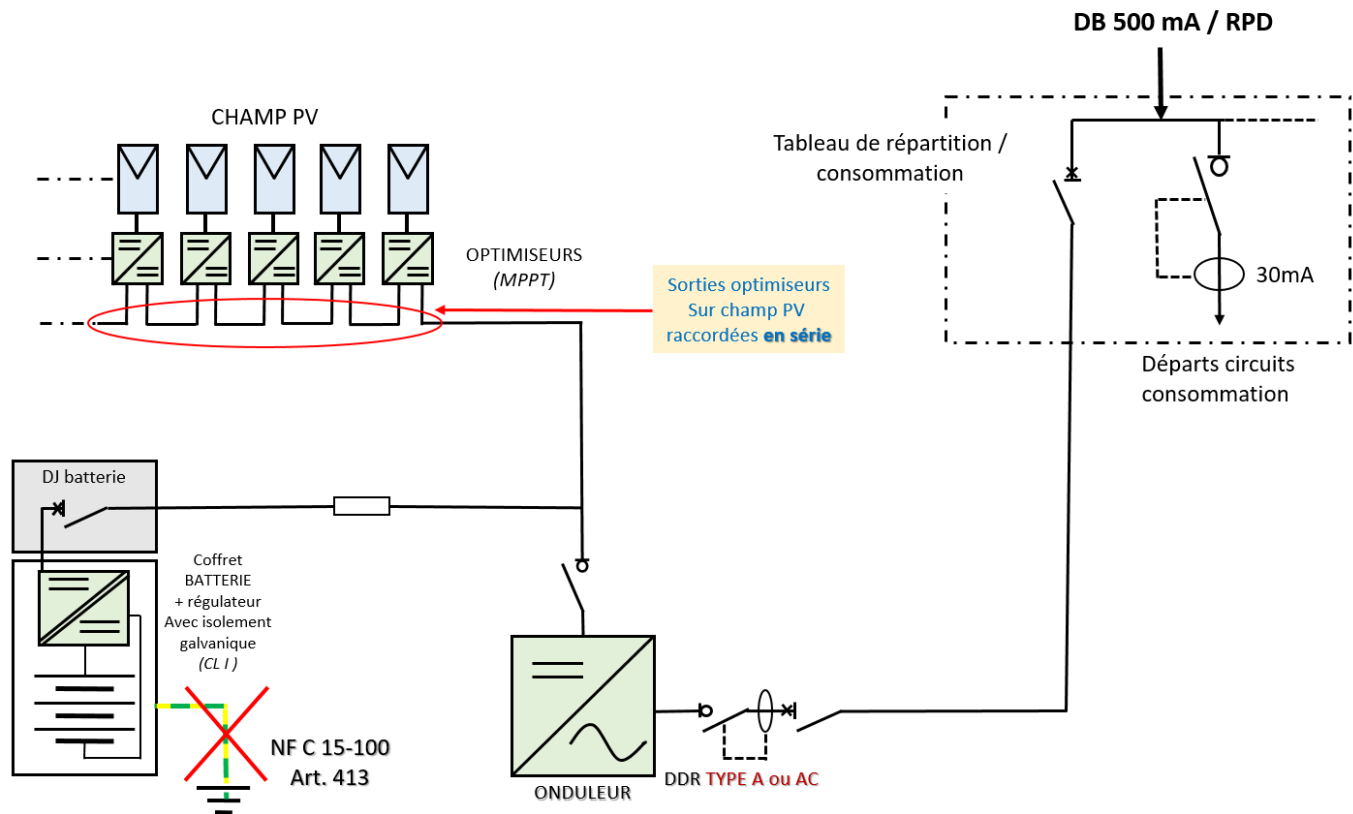 DB 500 mA / RPD
CHAMP PV
Tableau de répartition /
consommation
OPTIMISEURS
(MPPT)
Sorties optimiseurs
Sur champ PV
raccordées en série
30mA
Départs circuits
consommation
DJ batterie
Coffret
BATTERIE
+ régulateur
Avec isolement
galvanique
(CL I )
NF C 15-100
Art. 413
ONDULEUR
DDR TYPE A ou AC